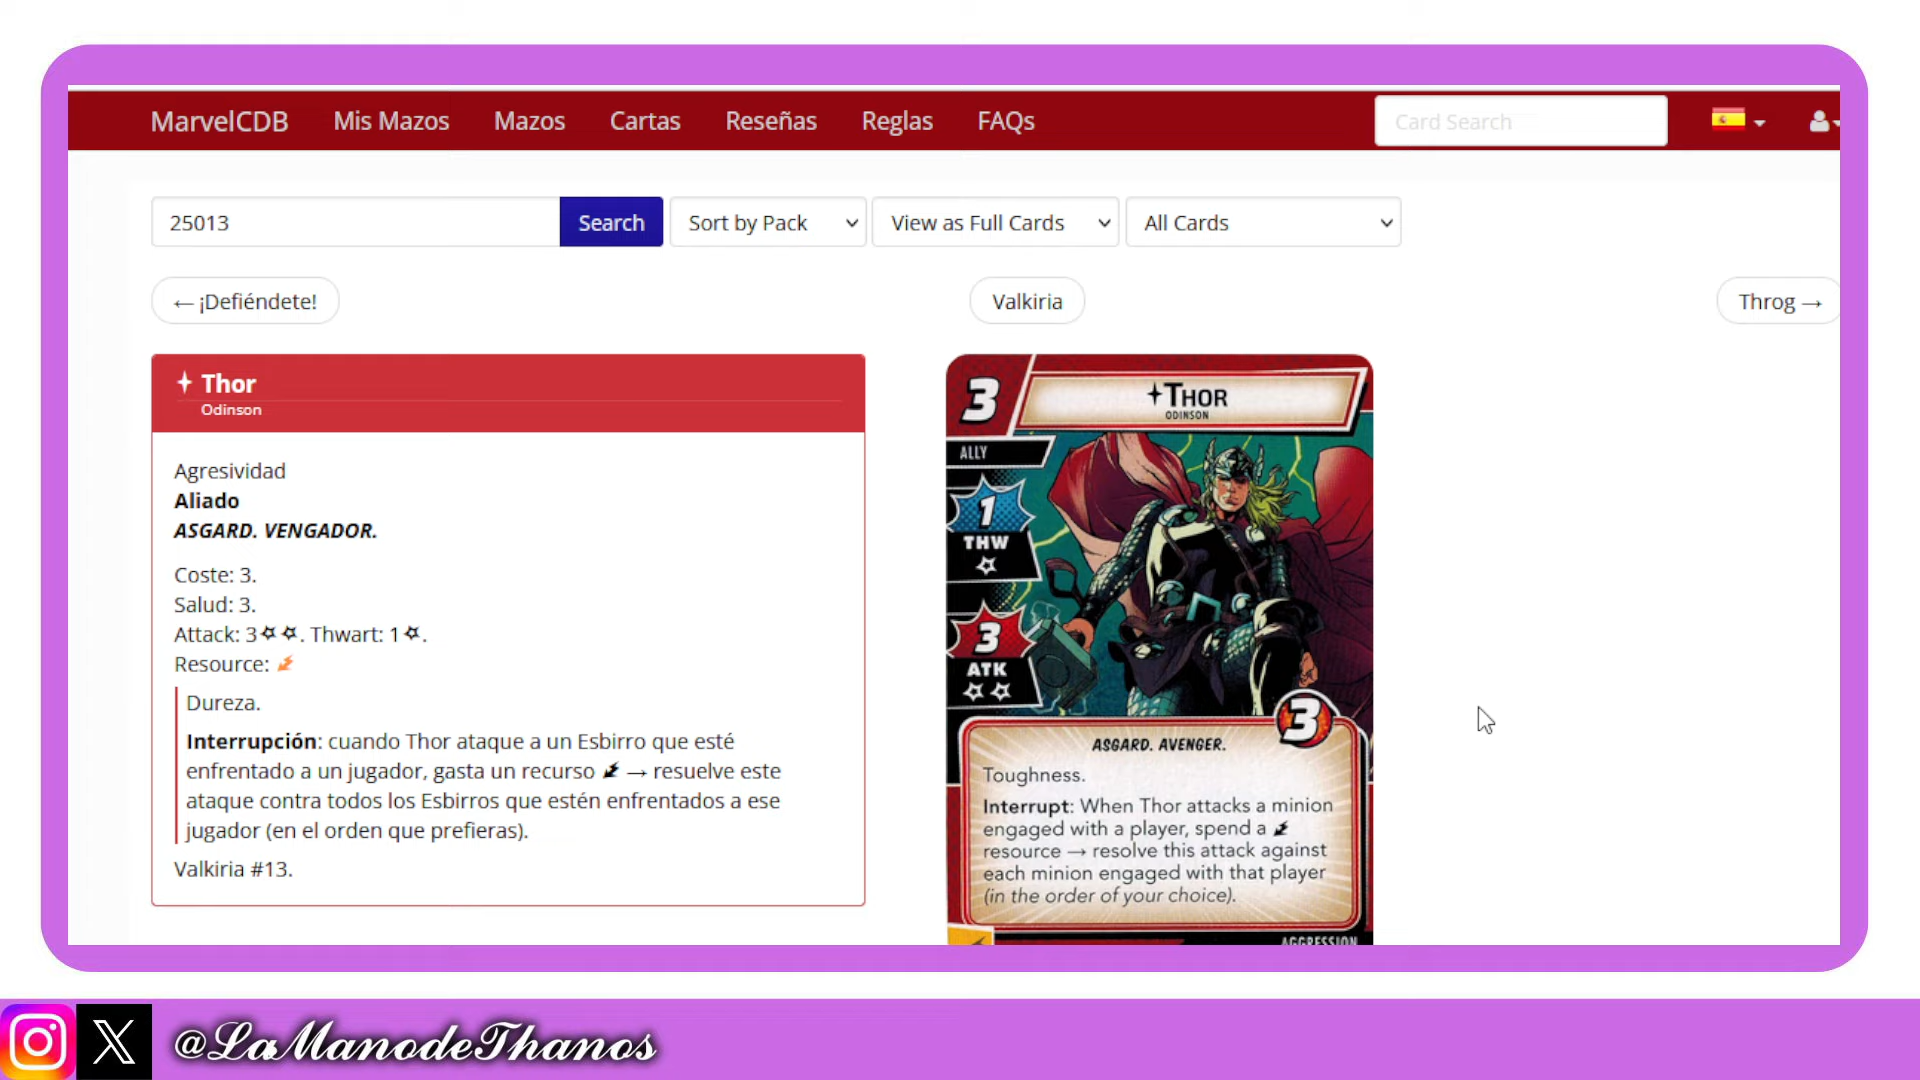 MarvelCDB Mis Mazos Mazos Cartas Reseñas Reglas FAQs Card Search
25013 Search Sort by Pack View as Full Cards All Cards
← ¡Defiéndete! Valkiria Throg →
Thor
Odinson
Agresividad
Aliado
ASGARD. VENGADOR.
Coste: 3.
Salud: 3.
Attack: 3. Thwart: 1.
Resource:
Dureza.
Interrupción: cuando Thor ataque a un Esbirro que esté
enfrentado a un jugador, gasta un recurso → resuelve este
ataque contra todos los Esbirros que estén enfrentados a ese
jugador (en el orden que prefieras).
Valkiria #13.
3
THOR
ODINSON
ALLY
1
THW
3
ATK
3
ASGARD. AVENGER.
Toughness.
Interrupt: When Thor attacks a minion
engaged with a player, spend a
resource → resolve this attack against
each minion engaged with that player
(in the order of your choice).
AGGRESSION
@LaManodeThanos